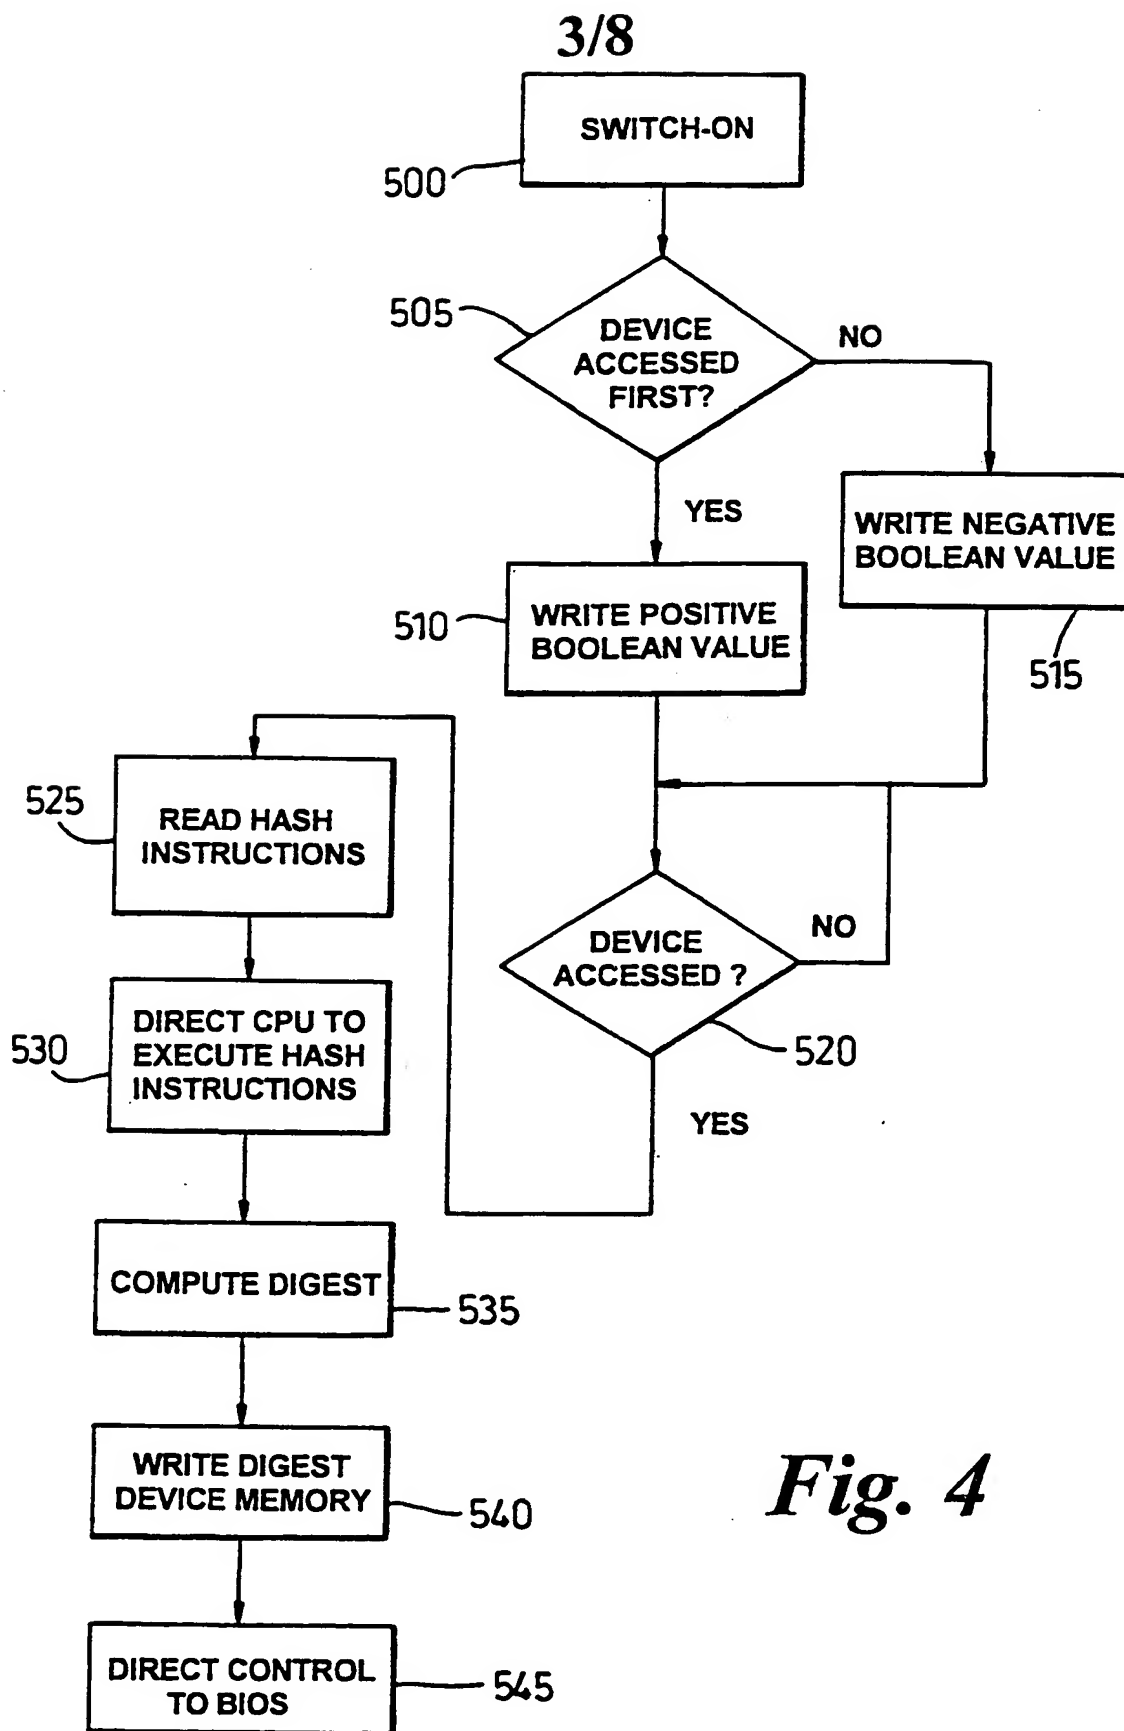 3/8
SWITCH-ON
500
505
DEVICE
ACCESSED
FIRST?
NO
YES
WRITE NEGATIVE
BOOLEAN VALUE
515
510
WRITE POSITIVE
BOOLEAN VALUE
525
READ HASH
INSTRUCTIONS
DEVICE
ACCESSED ?
NO
520
YES
530
DIRECT CPU TO
EXECUTE HASH
INSTRUCTIONS
COMPUTE DIGEST
535
WRITE DIGEST
DEVICE MEMORY
540
Fig. 4
DIRECT CONTROL
TO BIOS
545